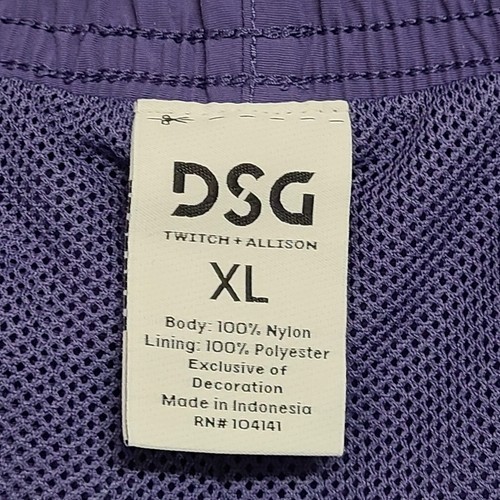 DSG
TWITCH + ALLISON
XL
Body: 100% Nylon
Lining: 100% Polyester
Exclusive of
Decoration
Made in Indonesia
RN# 104141